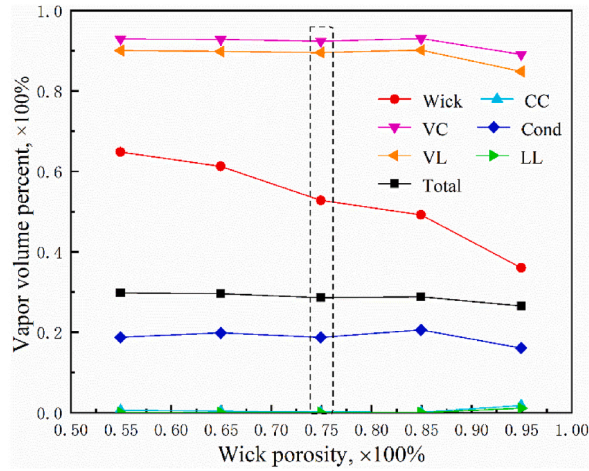 Vapor volume percent, ×100%
1.0
0.8
0.6
0.4
0.2
0.0
Wick
CC
VC
Cond
VL
LL
Total
0.50 0.55 0.60 0.65 0.70 0.75 0.80 0.85 0.90 0.95 1.00
Wick porosity, ×100%